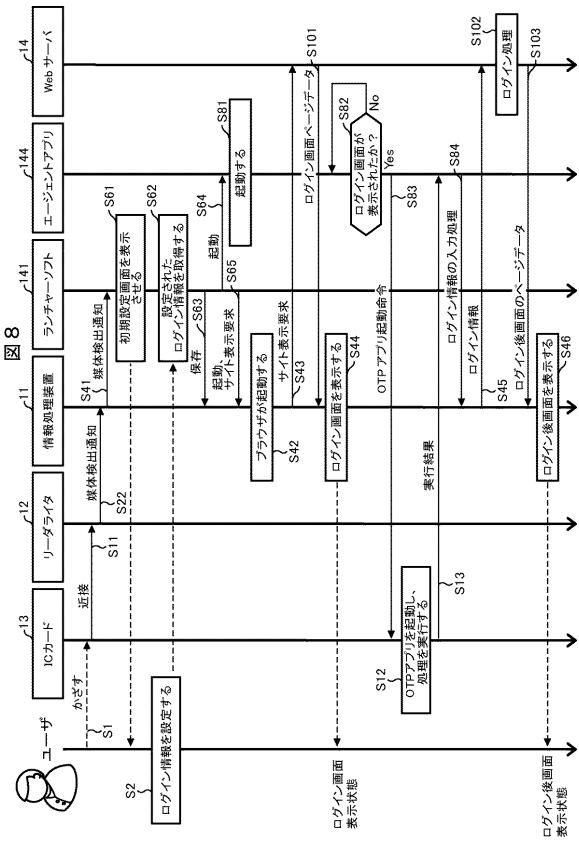 図8
ユーザ
13
ICカード
12
リーダライタ
11
情報処理装置
141
ランチャーソフト
144
エージェントアプリ
14
Webサーバ
かざす
S1
近接
S11
媒体検出通知
S22
媒体検出通知
S41
初期設定画面を表示
させる
S61
ログイン情報を設定する
S2
設定された
ログイン情報を取得する
S62
保存
S63
起動
S64
起動する
S81
起動、
サイト表示要求
S65
ブラウザが起動する
S42
サイト表示要求
S43
ログイン画面ページデータ
S101
ログイン画面を表示する
S44
ログイン画面
表示状態
ログイン画面が
表示されたか?
S82
No
Yes
OTPアプリ起動命令
S83
OTPアプリを起動し、
処理を実行する
S12
実行結果
S13
ログイン情報の入力処理
S84
ログイン情報
S45
ログイン処理
S102
ログイン後画面のページデータ
S103
ログイン後画面を表示する
S46
ログイン後画面
表示状態